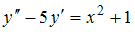 y″ − 5y′ = x² + 1